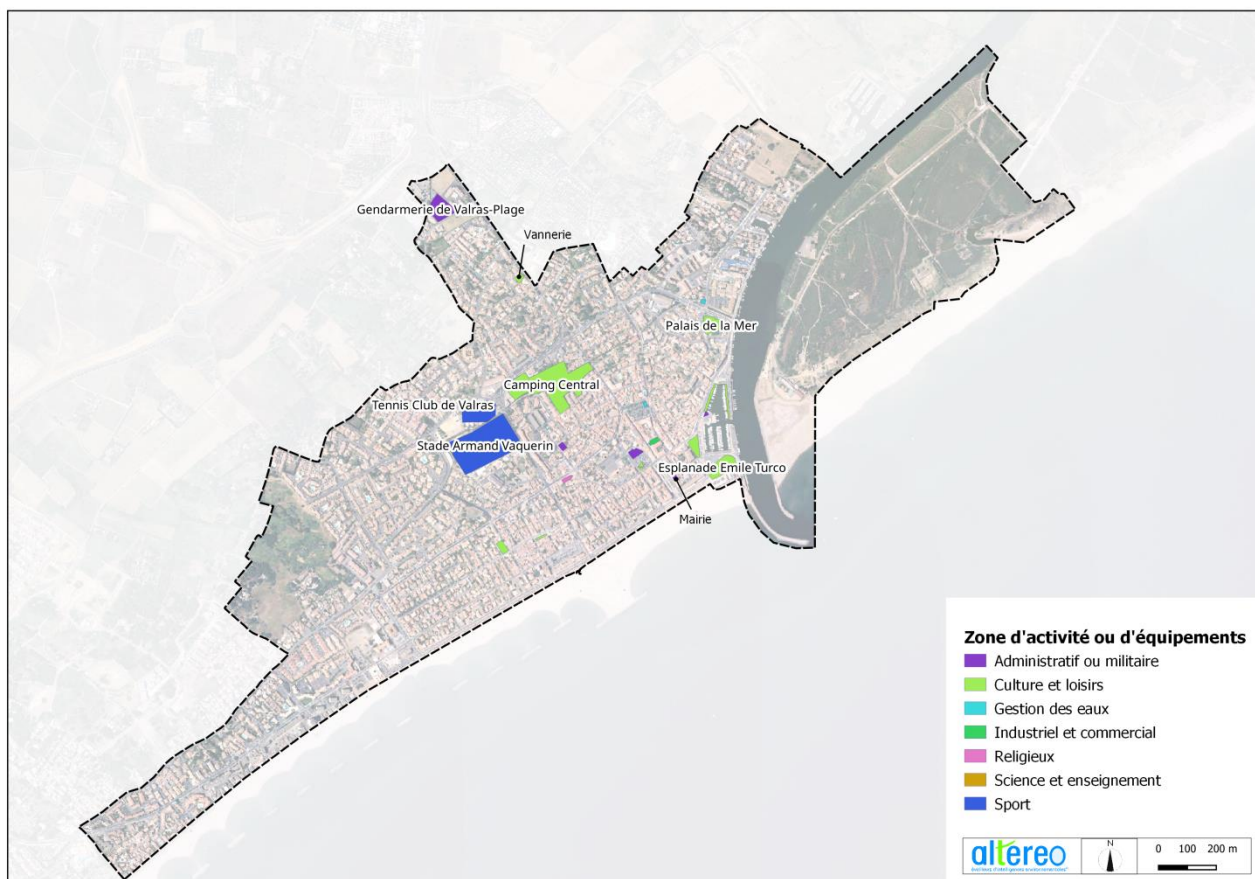 Gendarmerie de Valras-Plage
Vannerie
Palais de la Mer
Camping Central
Tennis Club de Valras
Stade Armand Vaquerin
Esplanade Emile Turco
Mairie
Zone d'activité ou d'équipements
Administratif ou militaire
Culture et loisirs
Gestion des eaux
Industriel et commercial
Religieux
Science et enseignement
Sport
altereo
N
0 100 200 m